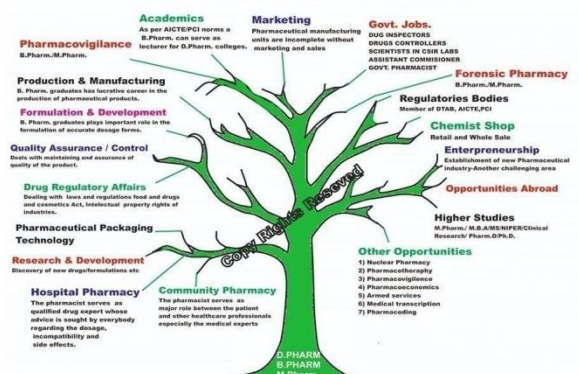 Academics
As per AICTE/PCI norms a
B.Pharm. can serve as
lecturer for D.Pharm. colleges.
Marketing
Pharmaceutical manufacturing
units are incomplete without
marketing and sales
Govt. Jobs.
DUG INSPECTORS
DRUGS CONTROLLERS
SCIENTISTS IN CSIR LABS
ASSISTANT COMMISIONER
GOVT. PHARMACIST
Pharmacovigilance
B.Pharm./M.Pharm.
Forensic Pharmacy
B.Pharm./M.Pharm.
Production & Manufacturing
B. Pharm. graduates has lucrative career in the
production of pharmaceutical products.
Regulatories Bodies
Member of DTAB, AICTE,PCI
Formulation & Development
B. Pharm. graduates plays important role in the
formulation of accurate dosage forms.
Chemist Shop
Retail and Whole Sale
Quality Assurance / Control
Deals with maintaining and assurance of
quality of the product.
Enterpreneurship
Establishment of new Pharmaceutical
industry-Another challenging area
Drug Regulatory Affairs
Dealing with laws and regulations food and drugs
and cosmetics Act, Intelectual property rights of
industries.
Opportunities Abroad
Copy Rights Resoved
Higher Studies
M.Pharm./ M.B.A/MS/NIPER/Clinical
Research/ Pharm.D/Ph.D.
Pharmaceutical Packaging
Technology
Research & Development
Discovery of new drugs/formulations etc
Other Opportunities
1) Nuclear Pharmacy
2) Pharmacotheraphy
3) Pharmacovigilence
4) Pharmacoeconomics
5) Armed services
6) Medical transcription
7) Pharmacoding
Hospital Pharmacy
The pharmacist serves as
qualified drug expert whose
advice is sought by everybody
regarding the dosage,
incompatibility and
side effects.
Community Pharmacy
The pharmacist serves as
major role between the patient
and other healthcare professionals
especially the medical experts
D.PHARM
B.PHARM
M.Pharm